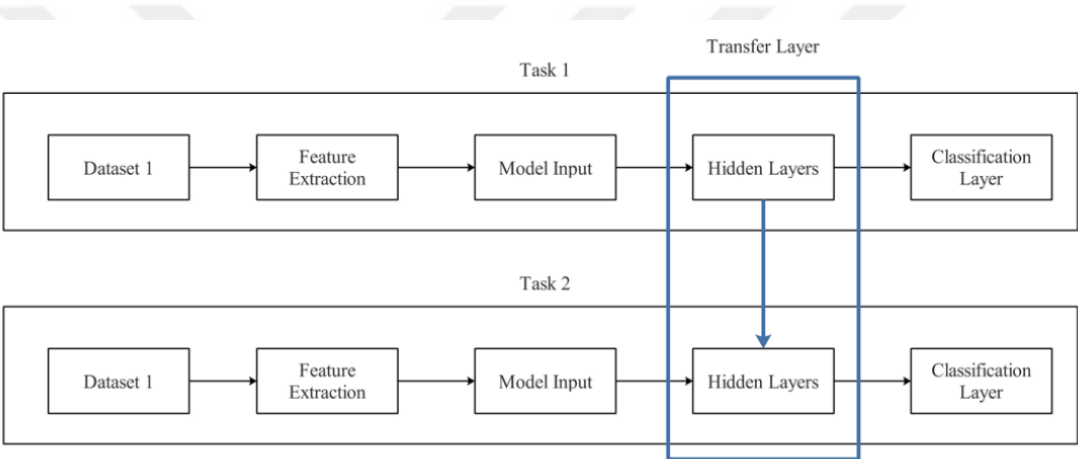 Transfer Layer
Task 1
Dataset 1
Feature
Extraction
Model Input
Hidden Layers
Classification
Layer
Task 2
Dataset 1
Feature
Extraction
Model Input
Hidden Layers
Classification
Layer